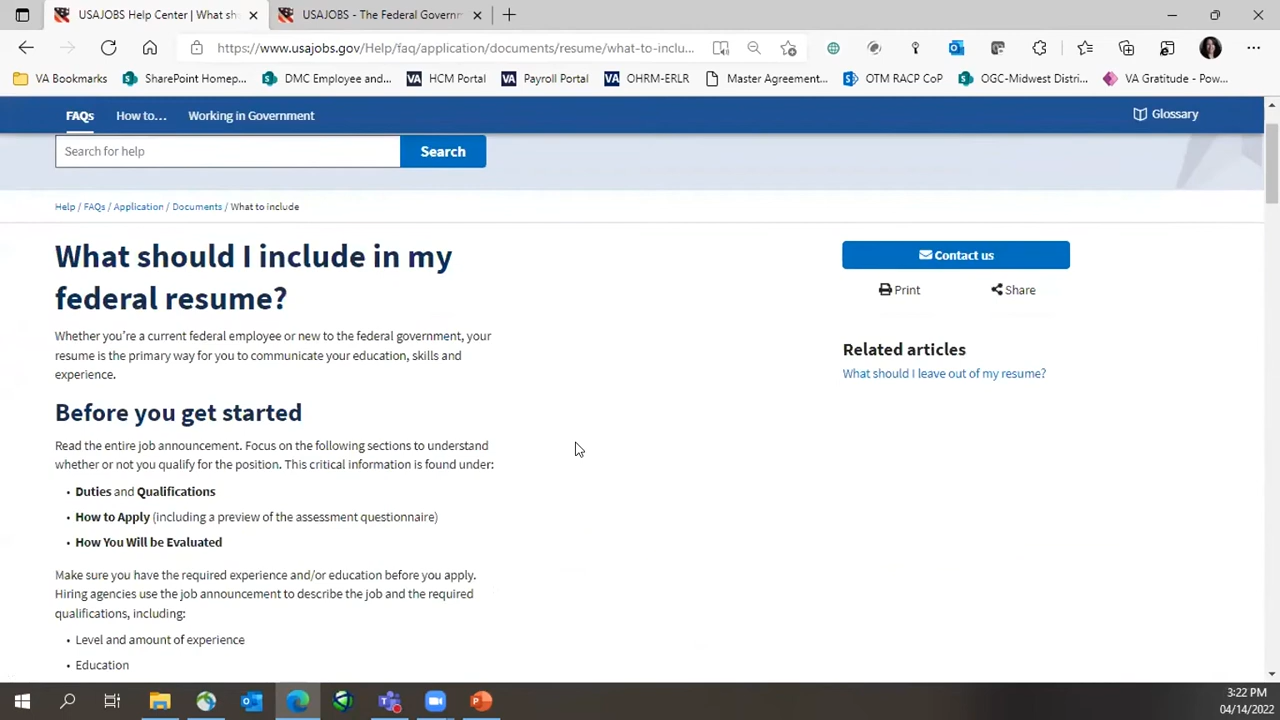 USAJOBS Help Center | What sh
USAJOBS - The Federal Governm
https://www.usajobs.gov/Help/faq/application/documents/resume/what-to-inclu...
VA Bookmarks
SharePoint Homep...
DMC Employee and...
VA HCM Portal
VA Payroll Portal
VA OHRM-ERLR
Master Agreement...
OTM RACP CoP
OGC-Midwest Distri...
VA Gratitude - Pow...
FAQs
How to...
Working in Government
Glossary
Search for help
Search
Help / FAQs / Application / Documents / What to include
What should I include in my
federal resume?
Contact us
Print
Share
Whether you're a current federal employee or new to the federal government, your
resume is the primary way for you to communicate your education, skills and
experience.
Related articles
What should I leave out of my resume?
Before you get started
Read the entire job announcement. Focus on the following sections to understand
whether or not you qualify for the position. This critical information is found under:
• Duties and Qualifications
• How to Apply (including a preview of the assessment questionnaire)
• How You Will be Evaluated
Make sure you have the required experience and/or education before you apply.
Hiring agencies use the job announcement to describe the job and the required
qualifications, including:
• Level and amount of experience
• Education
3:22 PM
04/14/2022